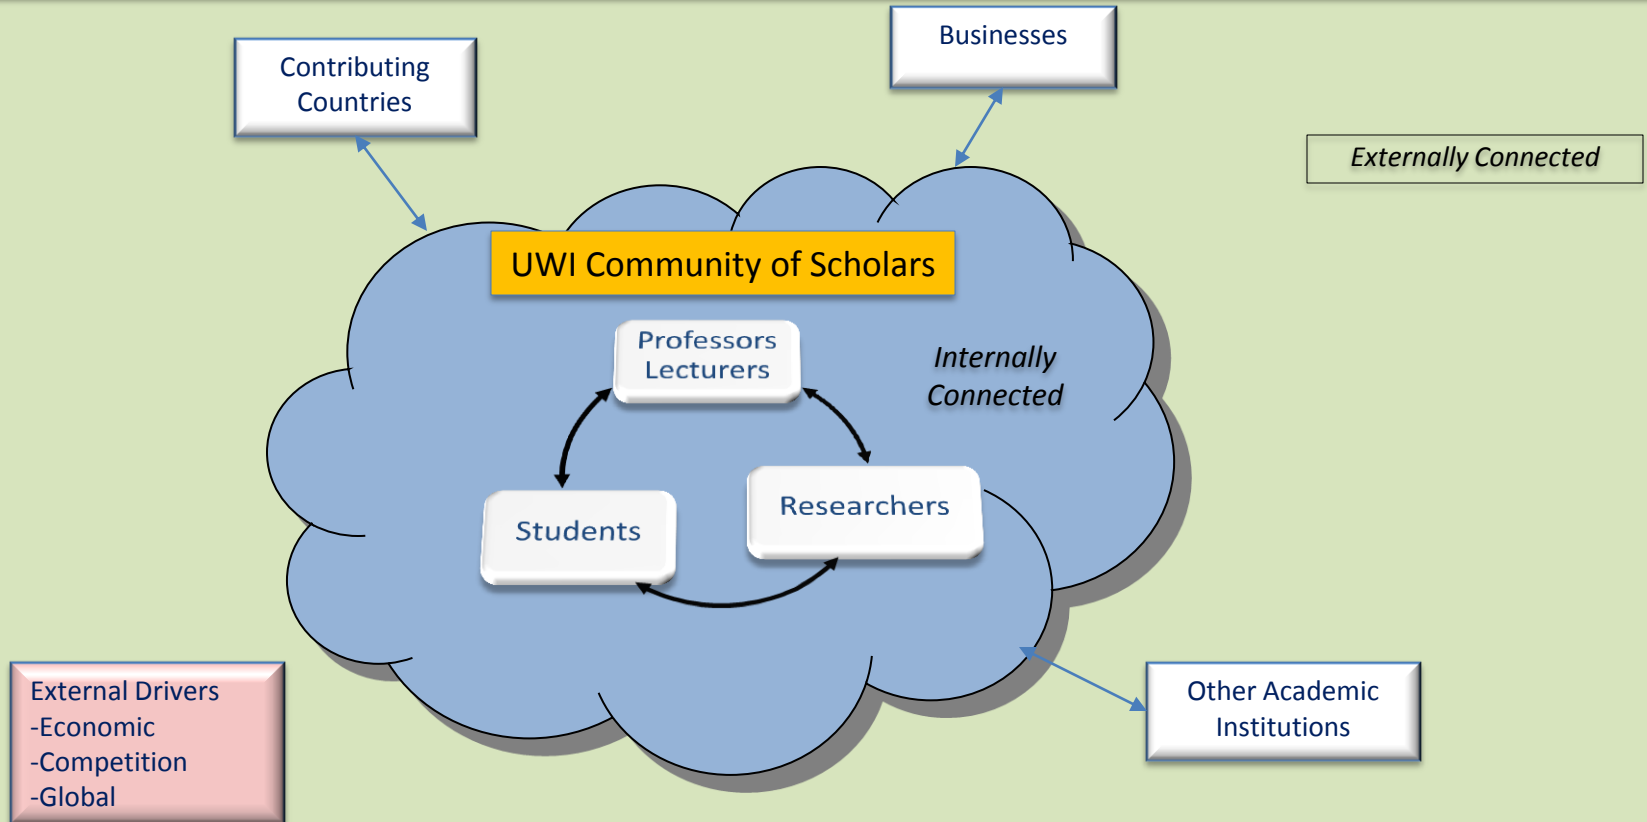 Businesses
Contributing
Countries
Externally Connected
UWI Community of Scholars
Professors
Lecturers
Internally
Connected
Researchers
Students
External Drivers
-Economic
-Competition
-Global
Other Academic
Institutions